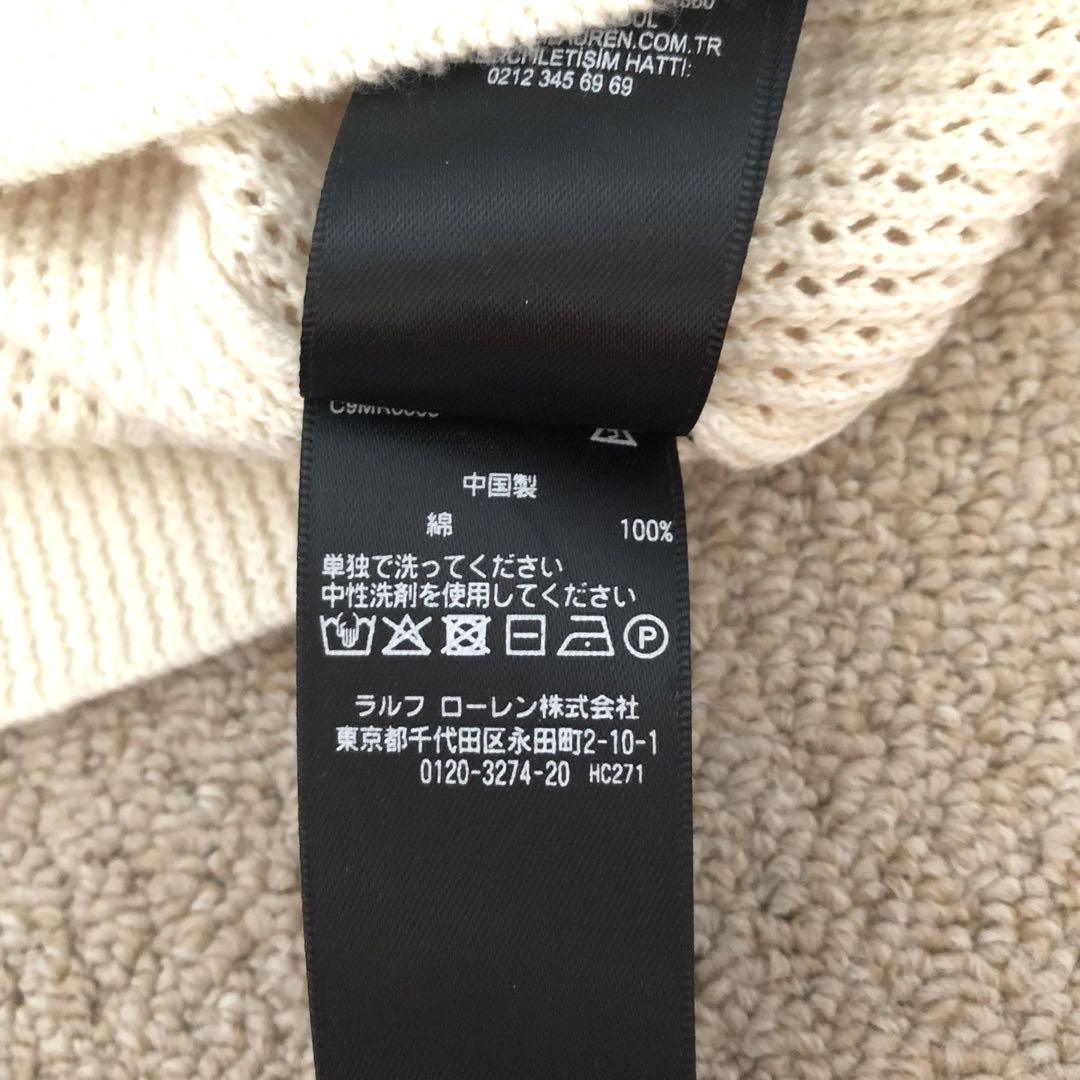 LAUREN.COM.TR
HATTI:
0212 345 69 69
中国製
綿 100%
単独で洗ってください
中性洗剤を使用してください
P
ラルフ ローレン株式会社
東京都千代田区永田町2-10-1
0120-3274-20 HC271